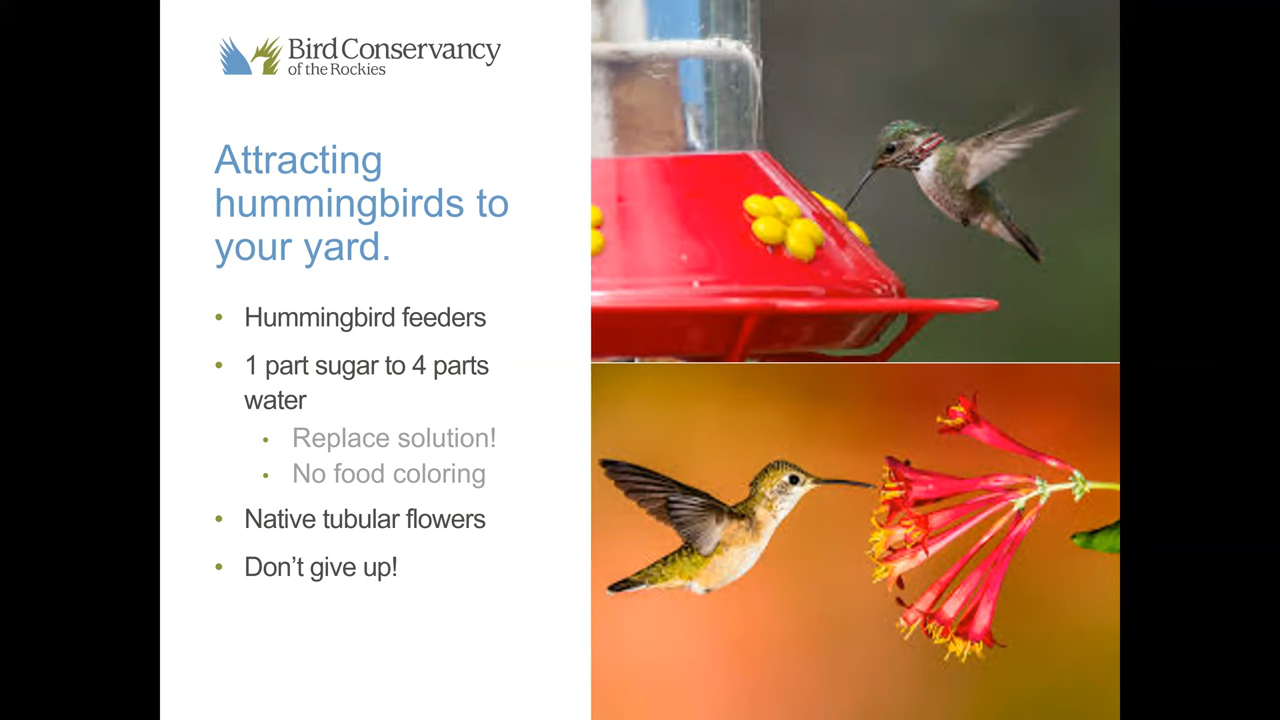 Bird Conservancy
of the Rockies
Attracting
hummingbirds to
your yard.
• Hummingbird feeders
• 1 part sugar to 4 parts
water
• Replace solution!
• No food coloring
• Native tubular flowers
• Don’t give up!